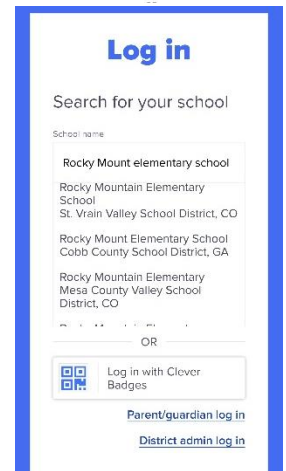 Log in
Search for your school
School name
Rocky Mount elementary school
Rocky Mountain Elementary
School
St. Vrain Valley School District, CO
Rocky Mount Elementary School
Cobb County School District, GA
Rocky Mountain Elementary
Mesa County Valley School
District, CO
OR
Log in with Clever
Badges
Parent/guardian log in
District admin log in